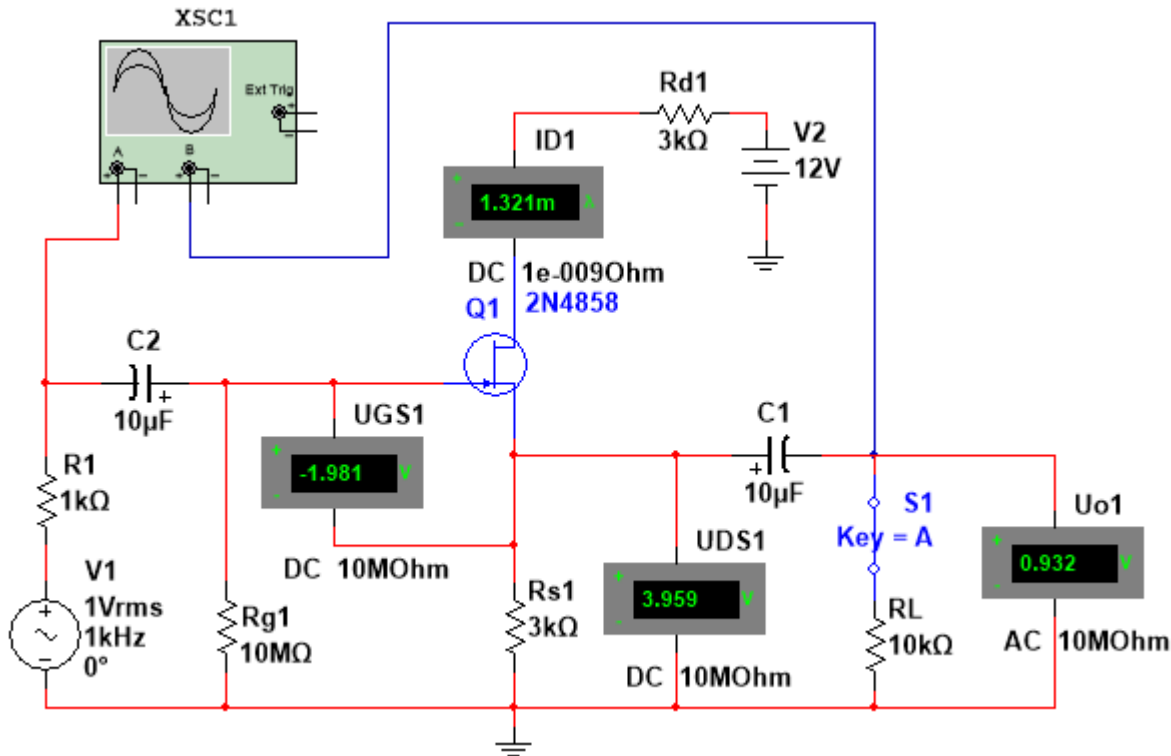 XSC1
Ext Trig
+
−
A
B
+ −
+ −
Rd1
3kΩ
V2
12V
ID1
+
1.321m A
−
DC 1e-009Ohm
Q1
2N4858
C2
+
10µF
UGS1
+
-1.981 V
-
DC 10MOhm
R1
1kΩ
V1
1Vrms
1kHz
0°
Rg1
10MΩ
Rs1
3kΩ
UDS1
+
3.959 V
-
DC 10MOhm
C1
+
10µF
S1
Key = A
RL
10kΩ
Uo1
+
0.932 V
-
AC 10MOhm